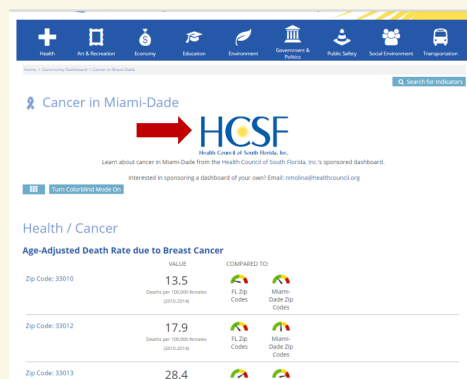 Health Art & Recreation Economy Education Environment Government & Politics Public Safety Social Environment Transportation
Home / Community Dashboard / Cancer in Miami-Dade
Search for Indicators
Cancer in Miami-Dade
HCSF
Health Council of South Florida, Inc.
Learn about cancer in Miami-Dade from the Health Council of South Florida, Inc.'s sponsored dashboard.
Interested in sponsoring a dashboard of your own? Email: nmolina@healthcouncil.org
Turn Colorblind Mode On
Health / Cancer
Age-Adjusted Death Rate due to Breast Cancer
VALUE COMPARED TO:
Zip Code: 33010 13.5
Deaths per 100,000 females
(2010-2014)
FL Zip Codes
Miami-Dade Zip Codes
Zip Code: 33012 17.9
Deaths per 100,000 females
(2010-2014)
FL Zip Codes
Miami-Dade Zip Codes
Zip Code: 33013 28.4